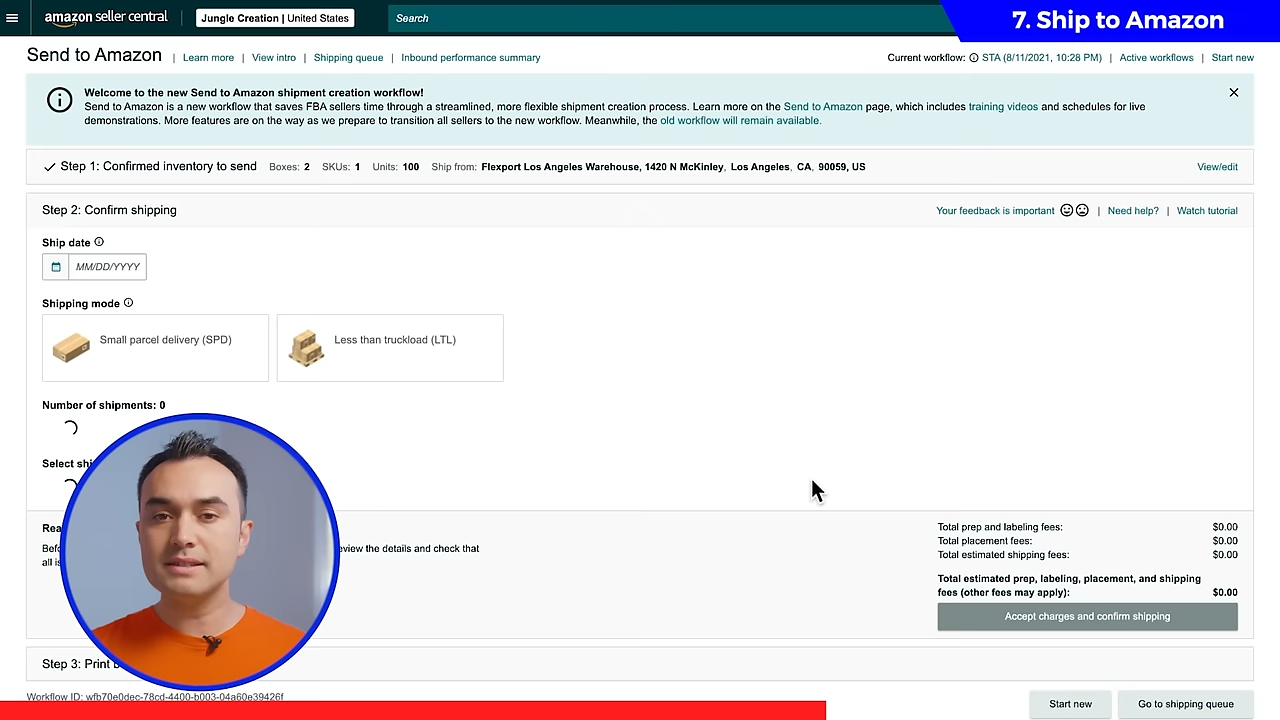 amazon seller central
Jungle Creation | United States
Search
7. Ship to Amazon
Send to Amazon | Learn more | View intro | Shipping queue | Inbound performance summary
Current workflow: STA (8/11/2021, 10:28 PM) | Active workflows | Start new
Welcome to the new Send to Amazon shipment creation workflow!
Send to Amazon is a new workflow that saves FBA sellers time through a streamlined, more flexible shipment creation process. Learn more on the Send to Amazon page, which includes training videos and schedules for live
demonstrations. More features are on the way as we prepare to transition all sellers to the new workflow. Meanwhile, the old workflow will remain available.
Step 1: Confirmed inventory to send Boxes: 2 SKUs: 1 Units: 100 Ship from: Flexport Los Angeles Warehouse, 1420 N McKinley, Los Angeles, CA, 90059, US
View/edit
Step 2: Confirm shipping
Your feedback is important | Need help? | Watch tutorial
Ship date
MM/DD/YYYY
Shipping mode
Small parcel delivery (SPD)
Less than truckload (LTL)
Number of shipments: 0
Select
eview the details and check that
all
Total prep and labeling fees: $0.00
Total placement fees: $0.00
Total estimated shipping fees: $0.00
Total estimated prep, labeling, placement, and shipping
fees (other fees may apply): $0.00
Accept charges and confirm shipping
Step 3: Print
Workflow ID: wfb70e0dec-78cd-4400-b003-04a60e39426f
Start new
Go to shipping queue